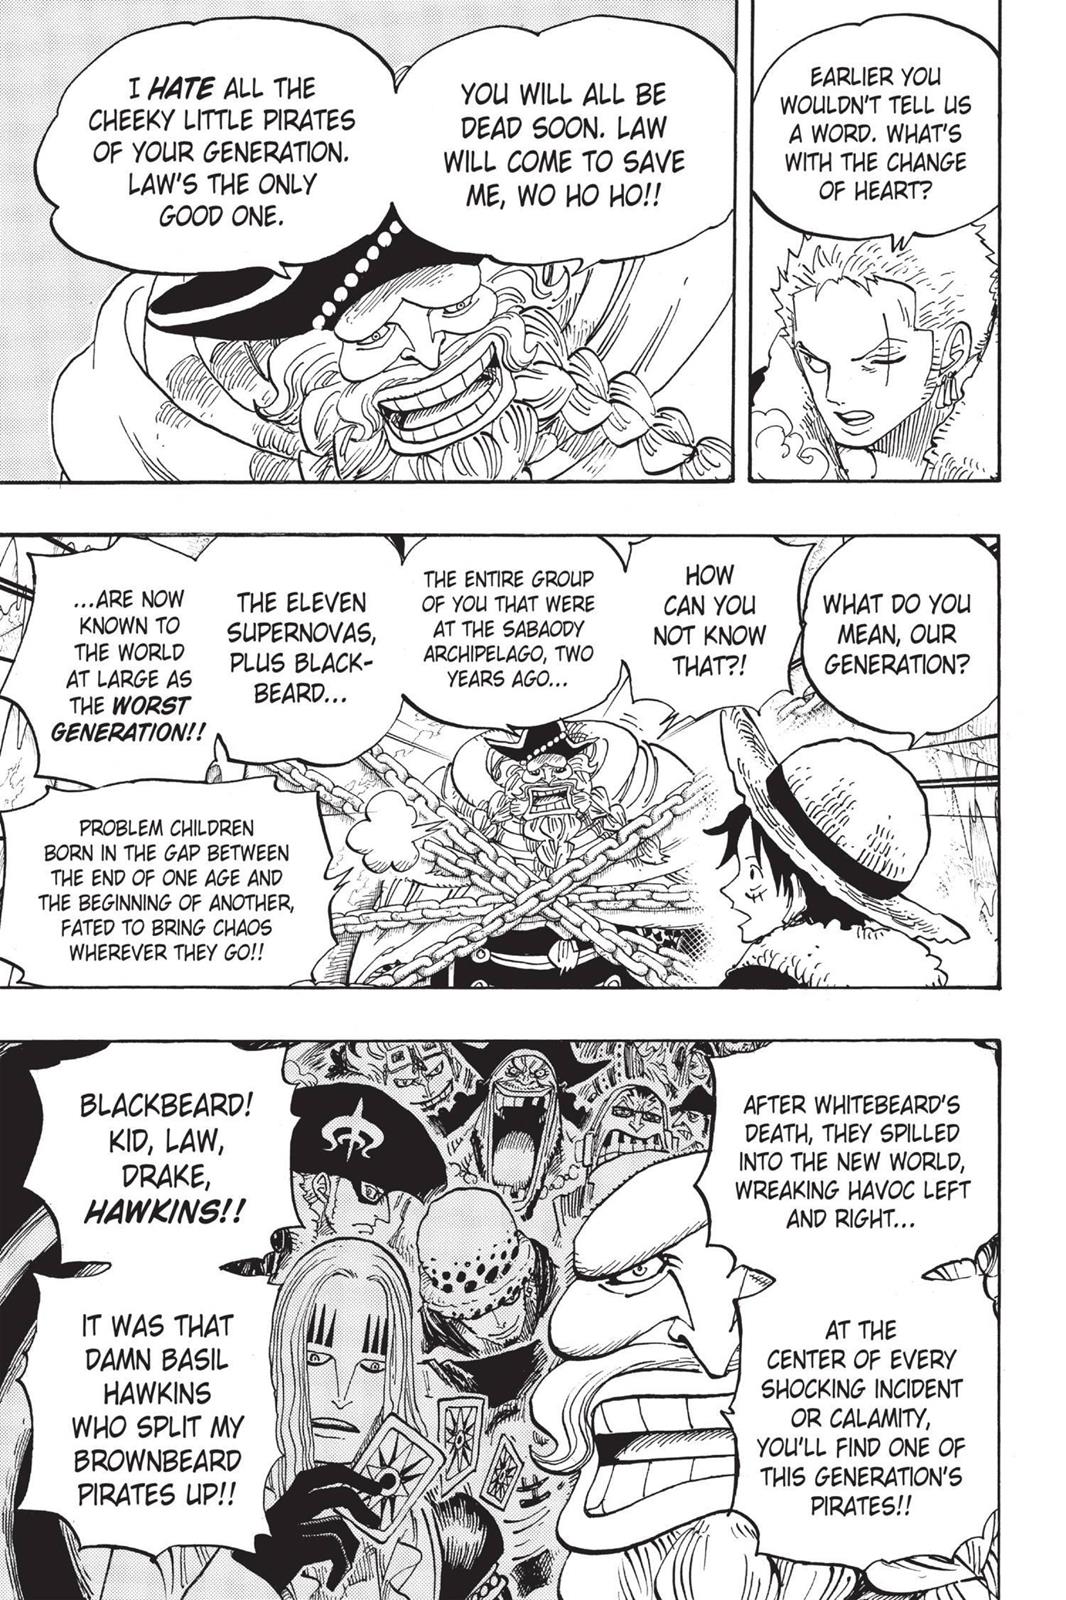 EARLIER YOU
WOULDN'T TELL US
A WORD. WHAT'S
WITH THE CHANGE
OF HEART?
YOU WILL ALL BE
DEAD SOON. LAW
WILL COME TO SAVE
ME, WO HO HO!!
I HATE ALL THE
CHEEKY LITTLE PIRATES
OF YOUR GENERATION.
LAW'S THE ONLY
GOOD ONE.
WHAT DO YOU
MEAN, OUR
GENERATION?
HOW
CAN YOU
NOT KNOW
THAT?!
THE ENTIRE GROUP
OF YOU THAT WERE
AT THE SABAODY
ARCHIPELAGO, TWO
YEARS AGO...
THE ELEVEN
SUPERNOVAS,
PLUS BLACK-
BEARD...
...ARE NOW
KNOWN TO
THE WORLD
AT LARGE AS
THE WORST
GENERATION!!
PROBLEM CHILDREN
BORN IN THE GAP BETWEEN
THE END OF ONE AGE AND
THE BEGINNING OF ANOTHER,
FATED TO BRING CHAOS
WHEREVER THEY GO!!
AFTER WHITEBEARD'S
DEATH, THEY SPILLED
INTO THE NEW WORLD,
WREAKING HAVOC LEFT
AND RIGHT...
AT THE
CENTER OF EVERY
SHOCKING INCIDENT
OR CALAMITY,
YOU'LL FIND ONE OF
THIS GENERATION'S
PIRATES!!
BLACKBEARD!
KID, LAW,
DRAKE,
HAWKINS!!
IT WAS THAT
DAMN BASIL
HAWKINS
WHO SPLIT MY
BROWNBEARD
PIRATES UP!!